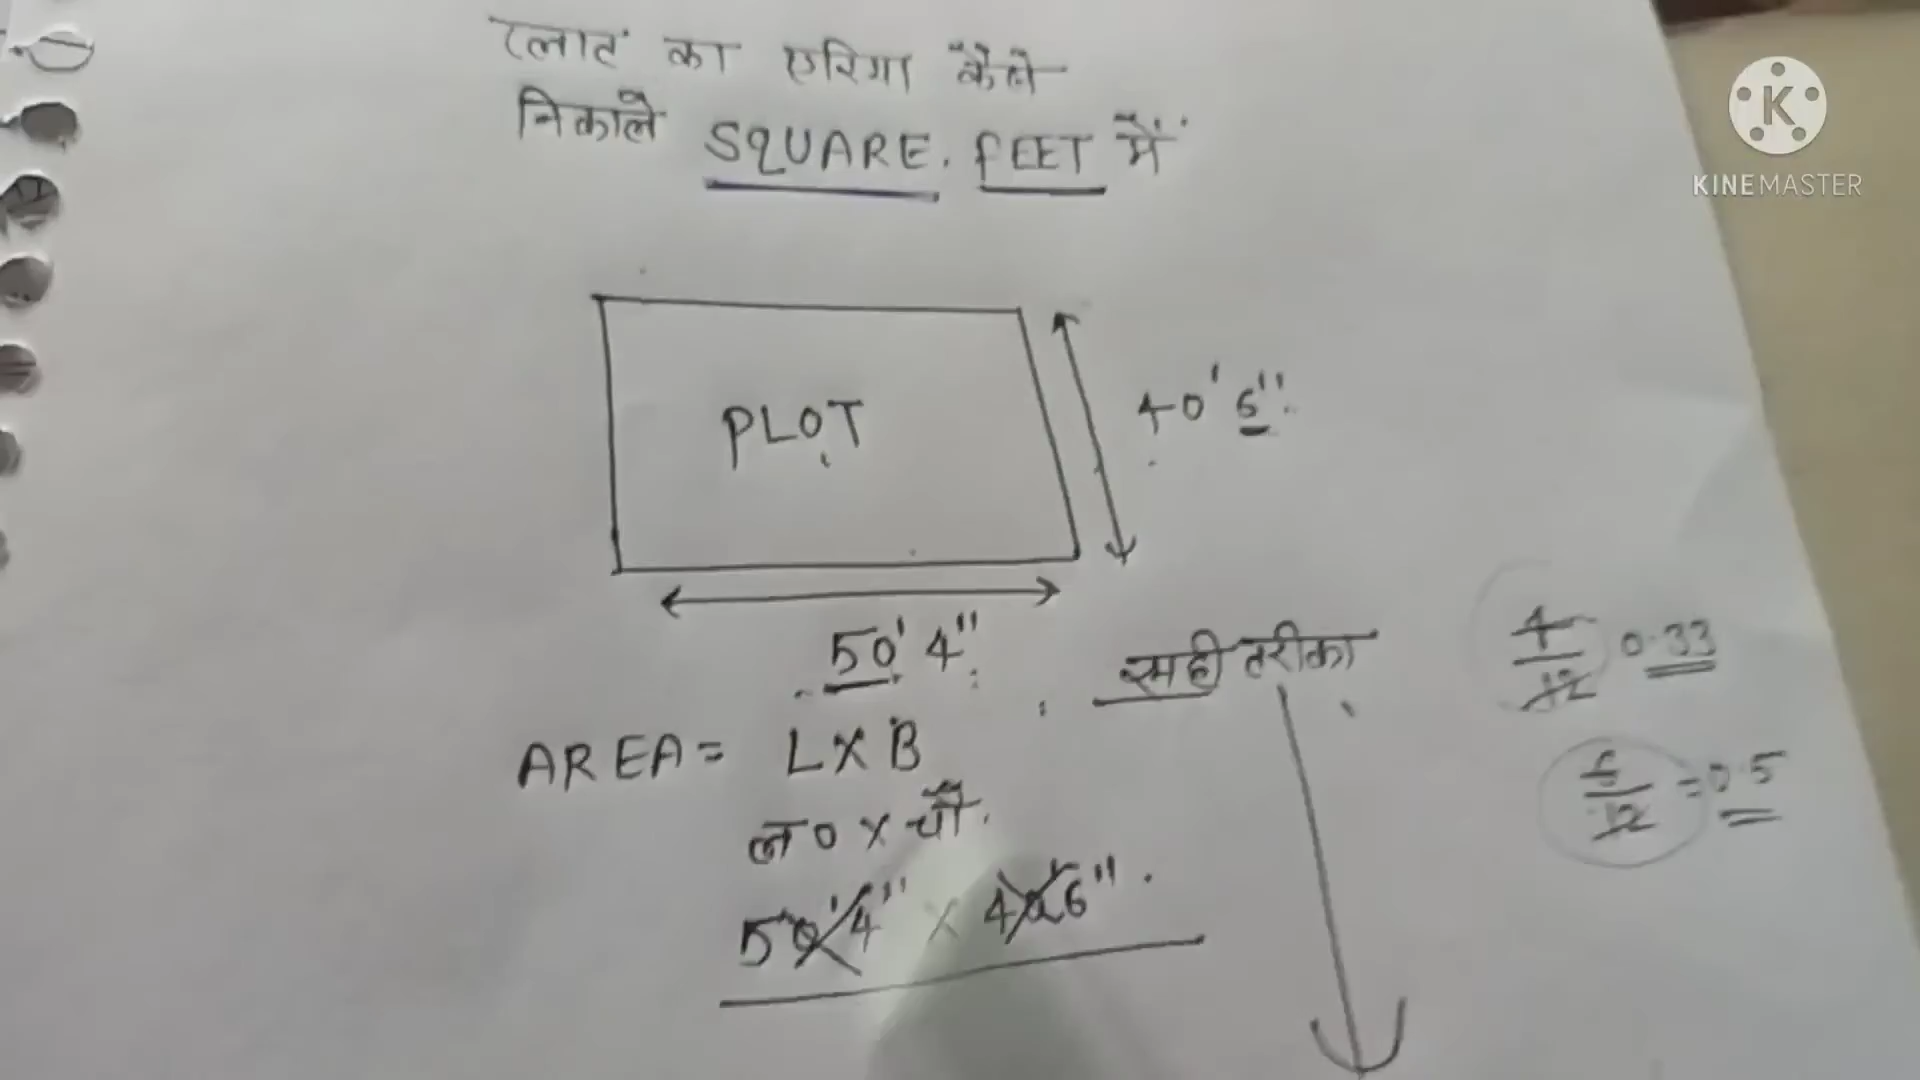 प्लाट का एरिया कैसे
निकाले SQUARE. FEET में
KINEMASTER
PLOT
40' 6"
50' 4"
सही तरीका
4/12 0.33
6/12 = 0.5
AREA = L X B
ल० X चौ.
50'4" X 40'6"